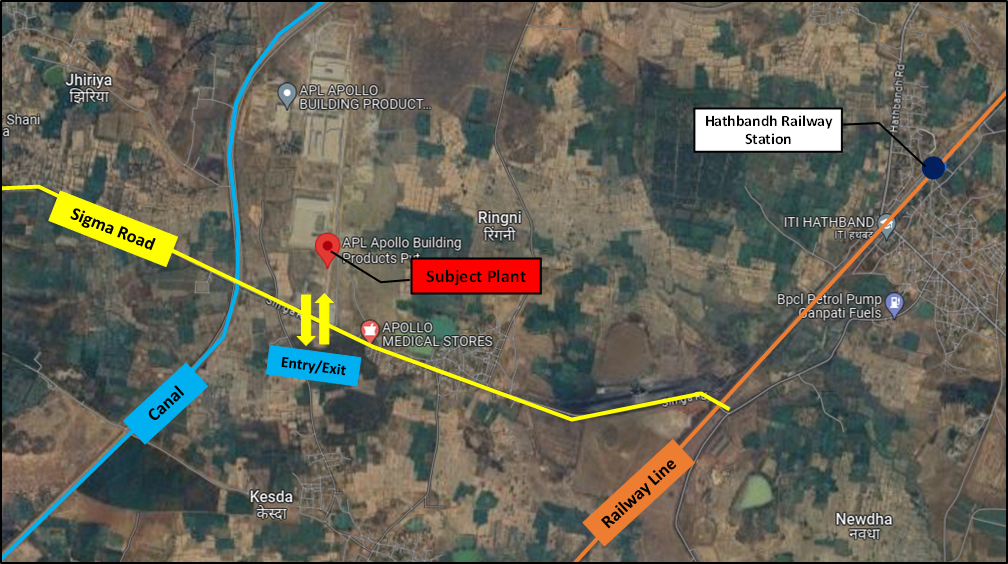 Jhiriya
झिरिया
Shani
a
APL APOLLO
BUILDING PRODUCT...
Hathbandh Rd
Hathbandh Railway
Station
Sigma Road
Ringni
रिंगनी
ITI HATHBAND
ITI हथबंद
APL Apollo Building
Products Pvt
Subject Plant
Bpcl Petrol Pump
Ganpati Fuels
APOLLO
MEDICAL STORES
Entry/Exit
Canal
Railway Line
Kesda
केस्दा
Newdha
नवधा